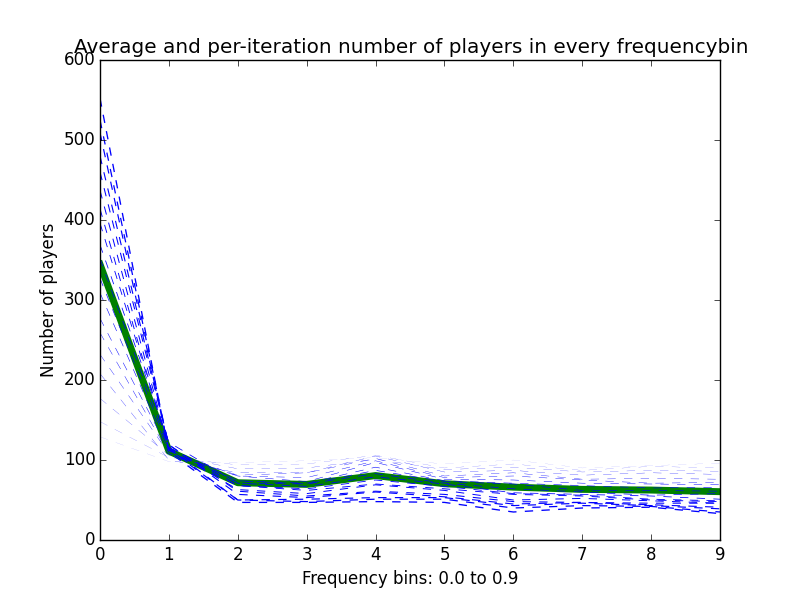 Average and per-iteration number of players in every frequencybin
600
500
400
300
200
100
0
Number of players
0 1 2 3 4 5 6 7 8 9
Frequency bins: 0.0 to 0.9